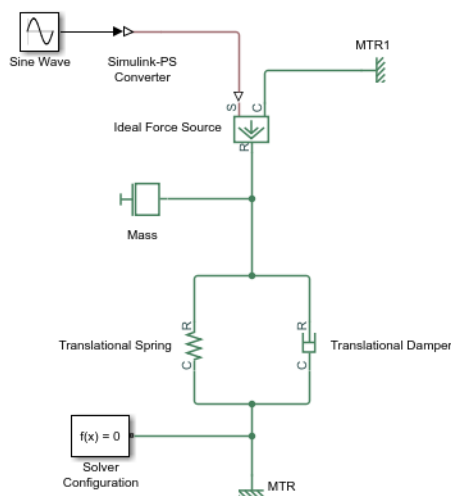 MTR1
Sine Wave
Simulink-PS
Converter
S
C
Ideal Force Source
R
Mass
R
R
Translational Spring
Translational Damper
C
C
f(x) = 0
Solver
Configuration
MTR